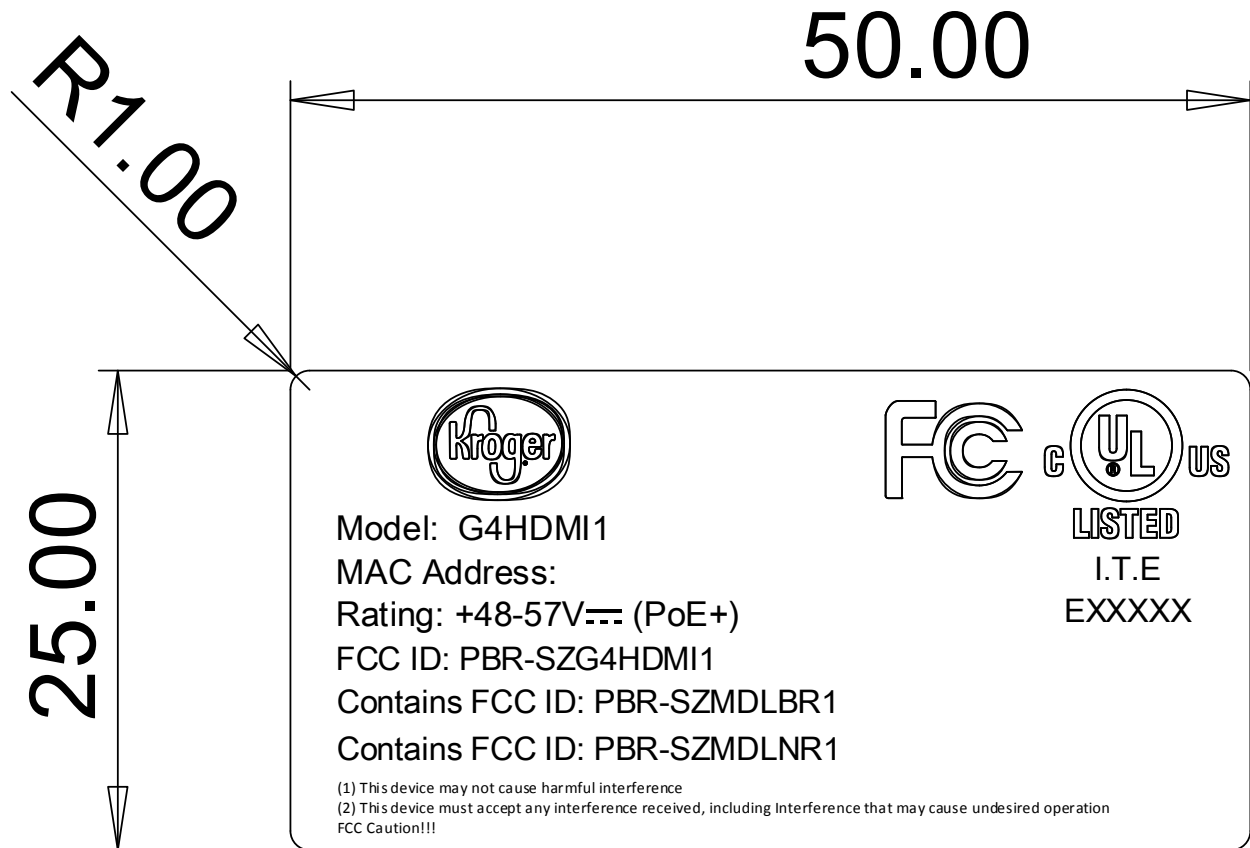 50.00
R1.00
25.00
Kroger
FC
C UL ® US
LISTED
I.T.E
EXXXXX
Model: G4HDMI1
MAC Address:
Rating: +48-57V⎓ (PoE+)
FCC ID: PBR-SZG4HDMI1
Contains FCC ID: PBR-SZMDLBR1
Contains FCC ID: PBR-SZMDLNR1
(1) This device may not cause harmful interference
(2) This device must accept any interference received, including Interference that may cause undesired operation
FCC Caution!!!